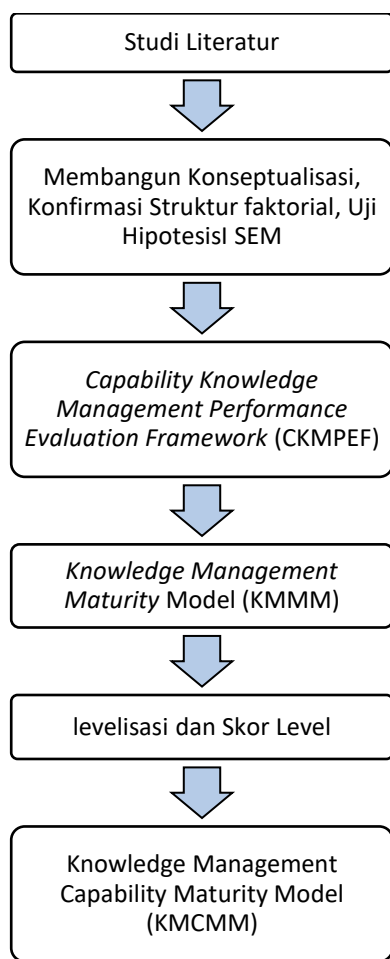 Studi Literatur
Membangun Konseptualisasi,
Konfirmasi Struktur faktorial, Uji
HipotesisI SEM
Capability Knowledge
Management Performance
Evaluation Framework (CKMPEF)
Knowledge Management
Maturity Model (KMMM)
levelisasi dan Skor Level
Knowledge Management
Capability Maturity Model
(KMCMM)